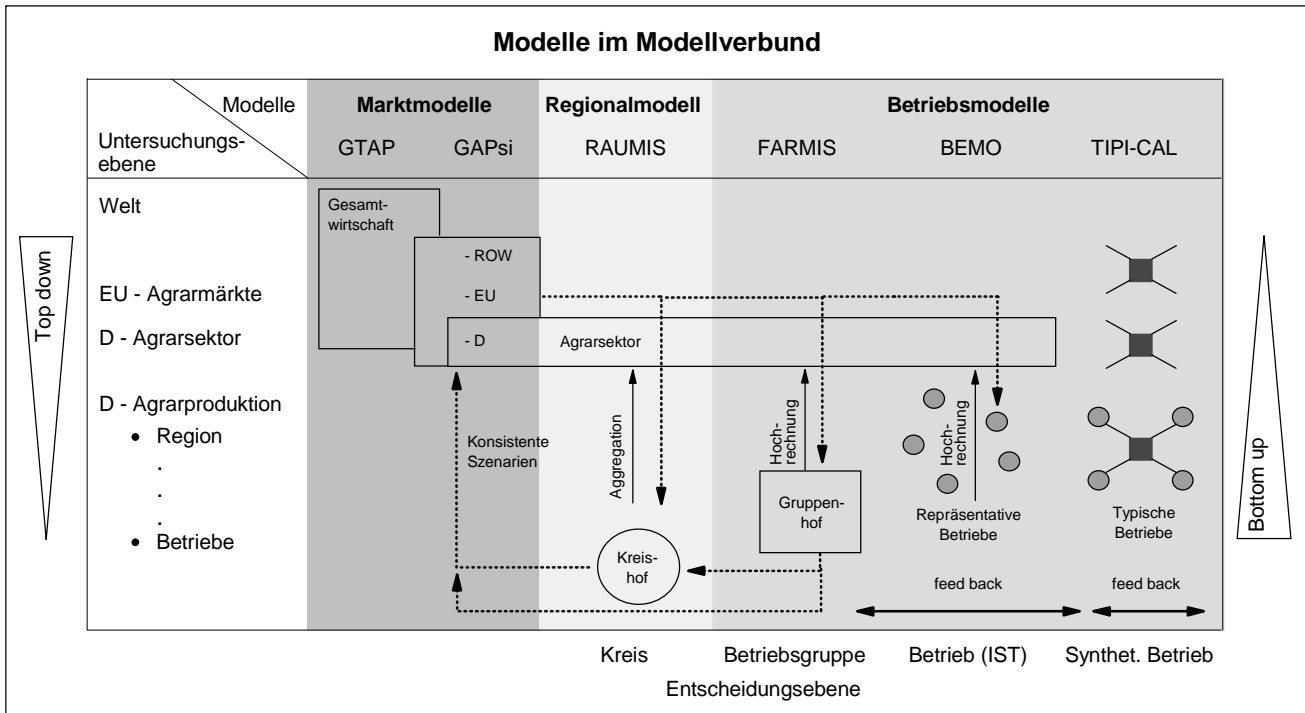 Modelle im Modellverbund
Modelle
Untersuchungs-
ebene
Marktmodelle
Regionalmodell
Betriebsmodelle
GTAP
GAPsi
RAUMIS
FARMIS
BEMO
TIPI-CAL
Top down
Welt
EU - Agrarmärkte
D - Agrarsektor
D - Agrarproduktion
• Region
.
.
.
• Betriebe
Gesamt-
wirtschaft
- ROW
- EU
- D
Agrarsektor
Konsistente
Szenarien
Aggregation
Hoch-
rechnung
Hoch-
rechnung
Kreis-
hof
Gruppen-
hof
Repräsentative
Betriebe
Typische
Betriebe
feed back
feed back
Bottom up
Kreis
Betriebsgruppe
Betrieb (IST)
Synthet. Betrieb
Entscheidungsebene